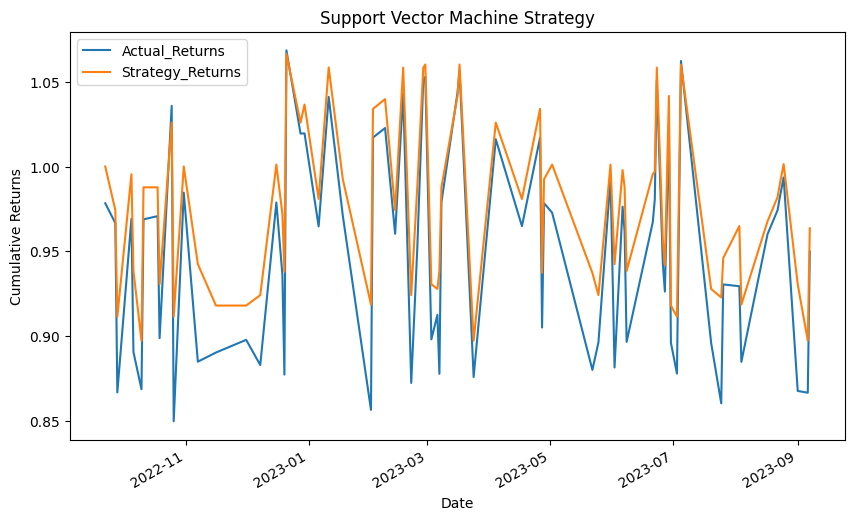 Support Vector Machine Strategy
Actual_Returns
Strategy_Returns
Cumulative Returns
1.05
1.00
0.95
0.90
0.85
2022-11
2023-01
2023-03
2023-05
2023-07
2023-09
Date